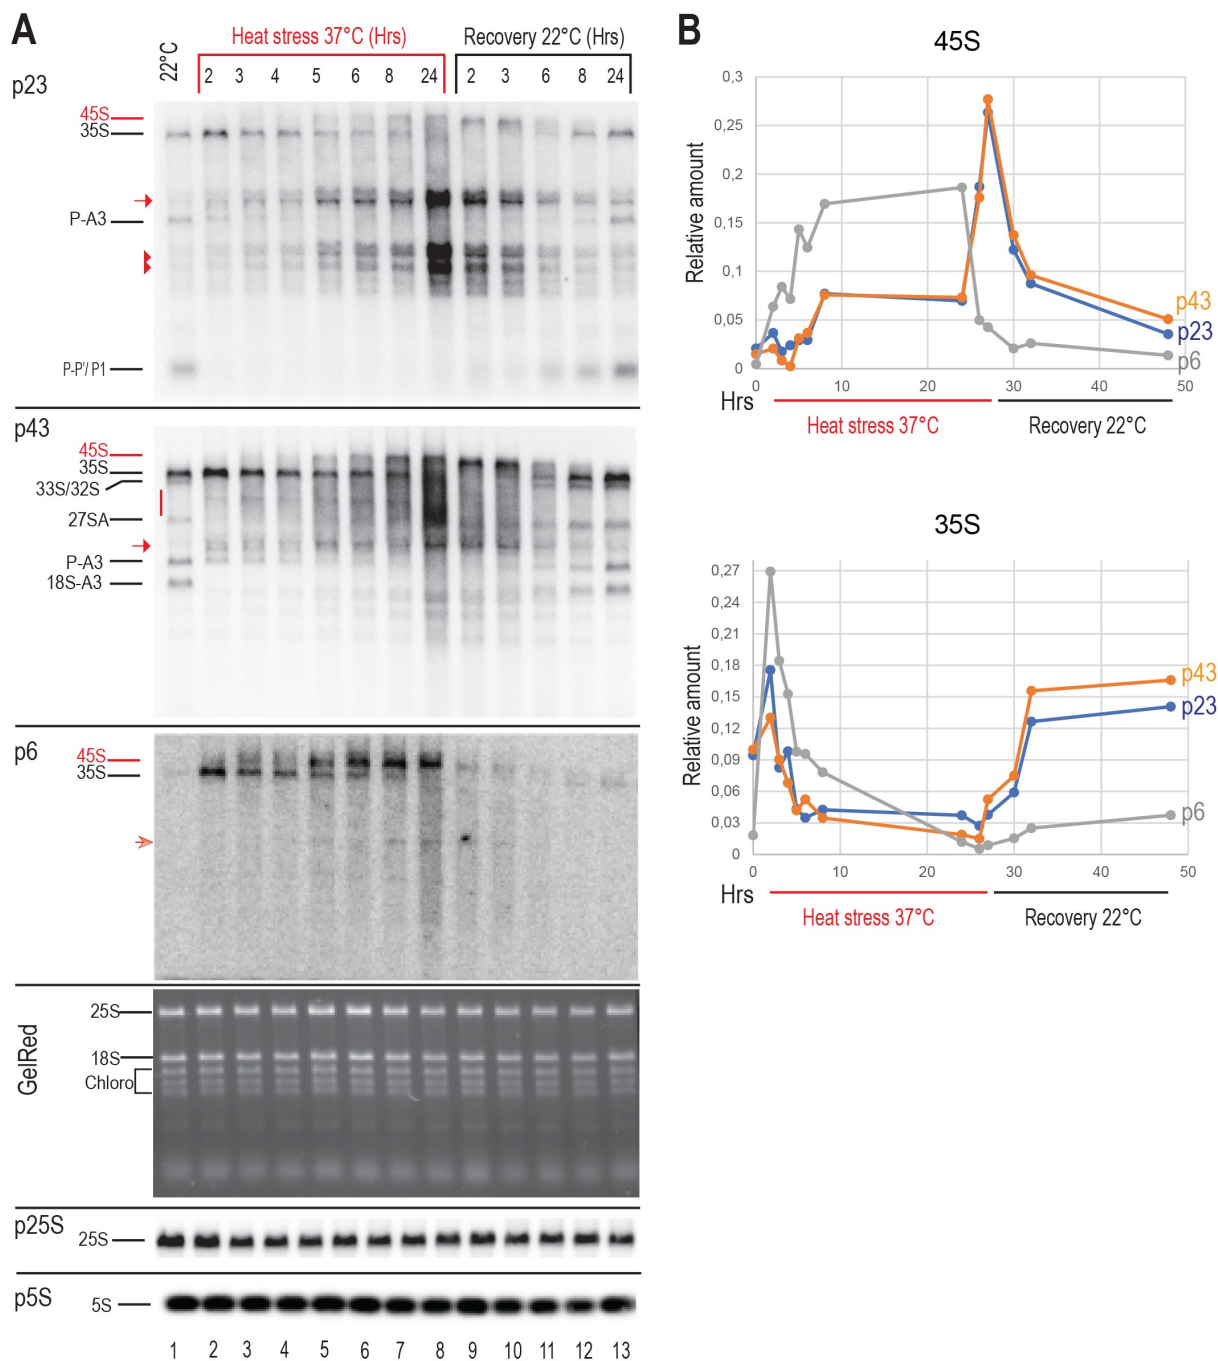 A
Heat stress 37°C (Hrs)
Recovery 22°C (Hrs)
22°C
2 3 4 5 6 8 24 2 3 6 8 24
p23
45S
35S
P-A3
P-P'/ P1
p43
45S
35S
33S/32S
27SA
P-A3
18S-A3
p6
45S
35S
GelRed
25S
18S
Chloro
p25S
25S
p5S
5S
1 2 3 4 5 6 7 8 9 10 11 12 13
B
45S
Relative amount
0,3
0,25
0,2
0,15
0,1
0,05
0
p43
p23
p6
0 10 20 30 40 50
Hrs
Heat stress 37°C
Recovery 22°C
35S
Relative amount
0,27
0,24
0,21
0,18
0,15
0,12
0,09
0,06
0,03
0
p43
p23
p6
0 10 20 30 40 50
Hrs
Heat stress 37°C
Recovery 22°C